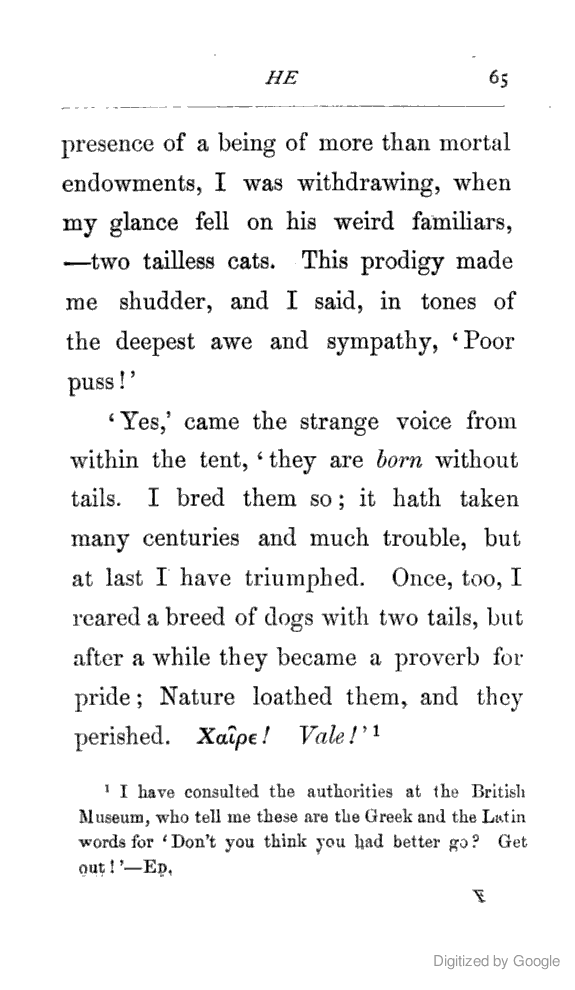 HE 65
presence of a being of more than mortal
endowments, I was withdrawing, when
my glance fell on his weird familiars,
—two tailless cats. This prodigy made
me shudder, and I said, in tones of
the deepest awe and sympathy, ‘Poor
puss!’
‘Yes,’ came the strange voice from
within the tent, ‘they are born without
tails. I bred them so; it hath taken
many centuries and much trouble, but
at last I have triumphed. Once, too, I
reared a breed of dogs with two tails, but
after a while they became a proverb for
pride; Nature loathed them, and they
perished. Χαῖρε! Vale!’¹
¹ I have consulted the authorities at the British
Museum, who tell me these are the Greek and the Latin
words for ‘Don’t you think you had better go? Get
out!’—ED.
Digitized by Google